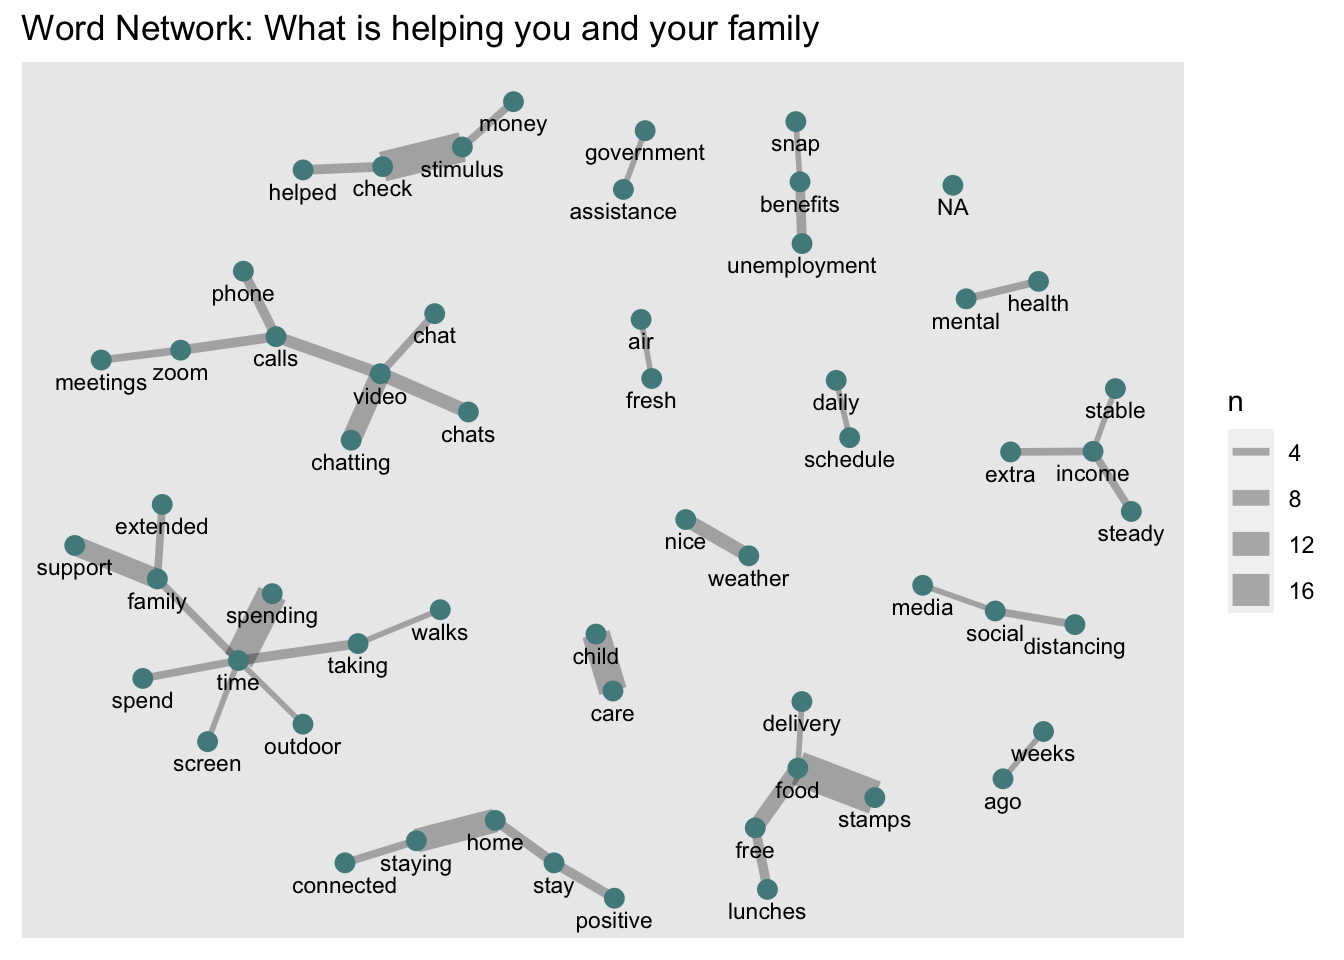 Word Network: What is helping you and your family
money
stimulus
helped
check
government
assistance
snap
benefits
unemployment
NA
mental
health
phone
calls
meetings
zoom
chat
video
chats
chatting
air
fresh
daily
schedule
stable
extra
income
steady
extended
support
family
spending
walks
taking
time
spend
screen
outdoor
nice
weather
media
social
distancing
child
care
delivery
food
stamps
free
lunches
weeks
ago
home
staying
connected
stay
positive
n
4
8
12
16